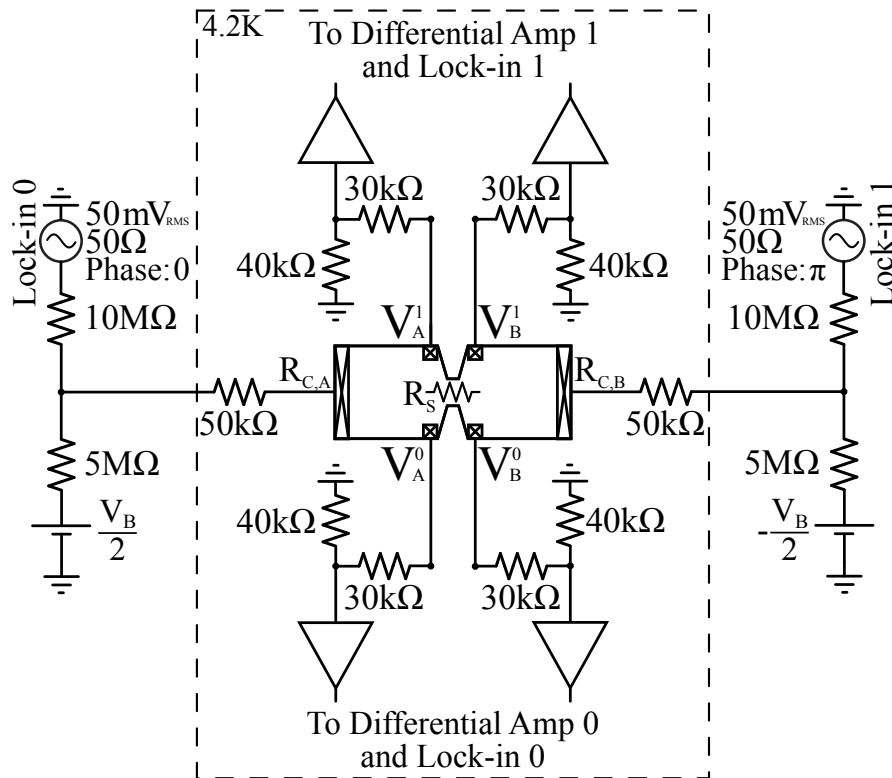 4.2K
To Differential Amp 1
and Lock-in 1
30kΩ
30kΩ
Lock-in 0
50mV_RMS
50Ω
Phase:0
40kΩ
40kΩ
50mV_RMS
50Ω
Phase:π
Lock-in 1
10MΩ
10MΩ
V_A^1
V_B^1
R_C,A
R_S
R_C,B
50kΩ
50kΩ
5MΩ
5MΩ
V_A^0
V_B^0
V_B
2
40kΩ
40kΩ
-V_B
2
30kΩ
30kΩ
To Differential Amp 0
and Lock-in 0